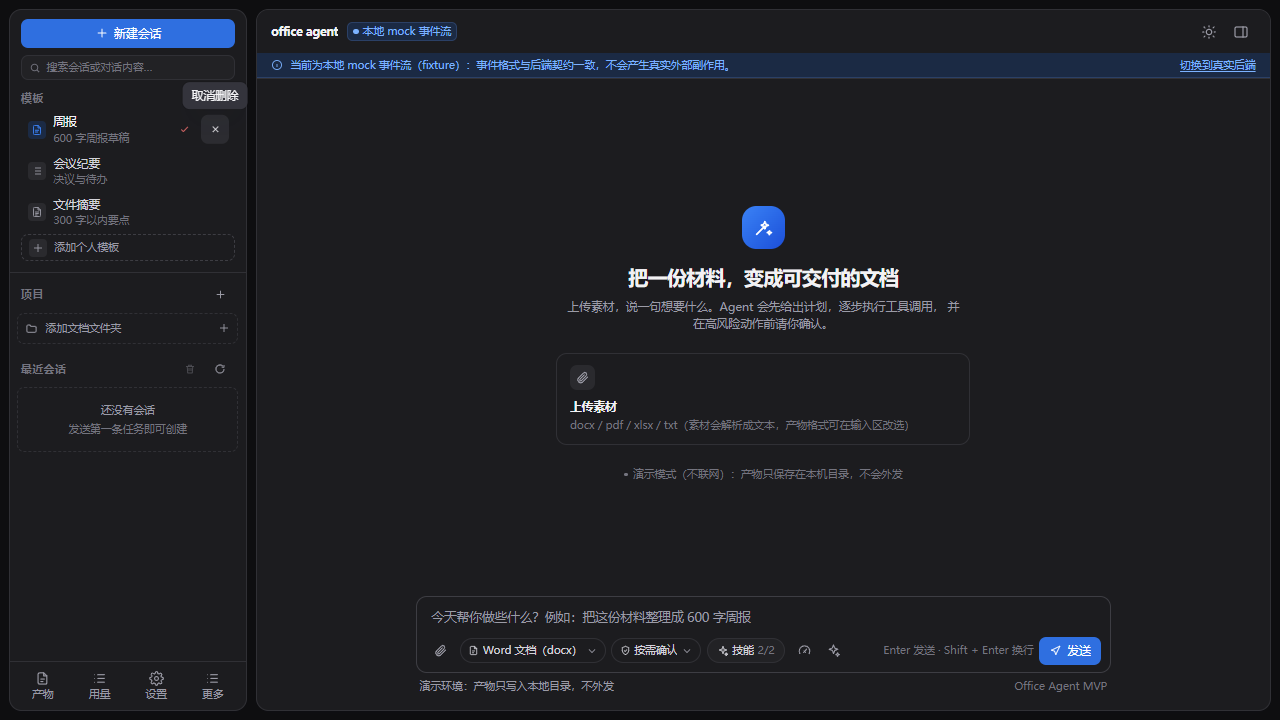 新建会话
搜索会话或对话内容...
模板
取消删除
周报
600 字周报草稿
会议纪要
决议与待办
文件摘要
300 字以内要点
添加个人模板
项目
添加文档文件夹
最近会话
还没有会话
发送第一条任务即可创建
产物
用量
设置
更多
office agent
本地 mock 事件流
当前为本地 mock 事件流（fixture）：事件格式与后端契约一致，不会产生真实外部副作用。
切换到真实后端
把一份材料，变成可交付的文档
上传素材，说一句想要什么。Agent 会先给出计划，逐步执行工具调用， 并
在高风险动作前请你确认。
上传素材
docx / pdf / xlsx / txt（素材会解析成文本，产物格式可在输入区改选）
演示模式（不联网）：产物只保存在本机目录，不会外发
今天帮你做些什么？例如：把这份材料整理成 600 字周报
Word 文档（docx）
按需确认
技能 2/2
Enter 发送 · Shift + Enter 换行
发送
演示环境：产物只写入本地目录，不外发
Office Agent MVP